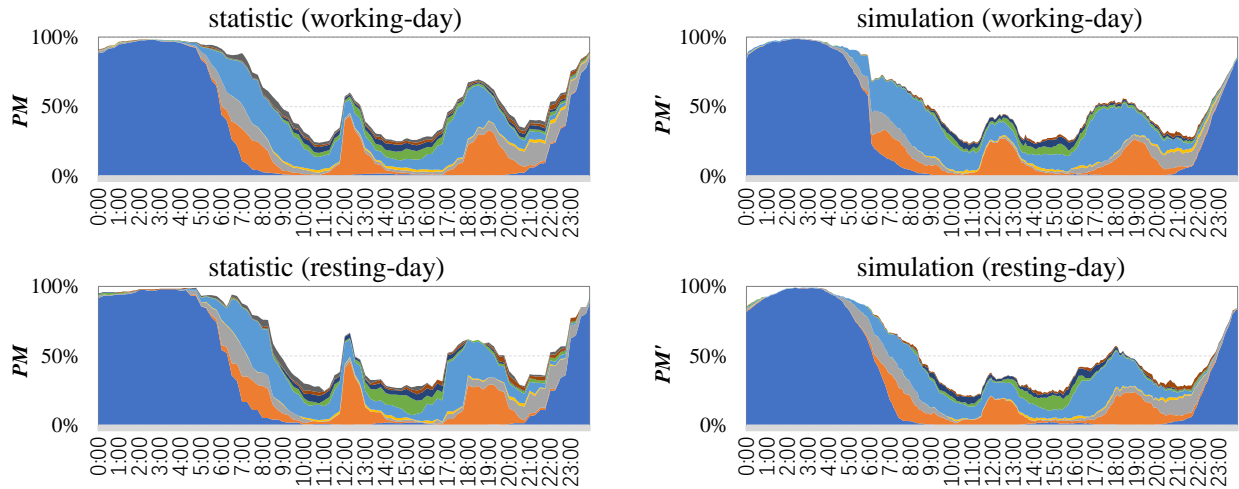 statistic (working-day)
100%
50%
0%
PM
0:00 1:00 2:00 3:00 4:00 5:00 6:00 7:00 8:00 9:00 10:00 11:00 12:00 13:00 14:00 15:00 16:00 17:00 18:00 19:00 20:00 21:00 22:00 23:00
simulation (working-day)
100%
50%
0%
PM'
0:00 1:00 2:00 3:00 4:00 5:00 6:00 7:00 8:00 9:00 10:00 11:00 12:00 13:00 14:00 15:00 16:00 17:00 18:00 19:00 20:00 21:00 22:00 23:00
statistic (resting-day)
100%
50%
0%
PM
0:00 1:00 2:00 3:00 4:00 5:00 6:00 7:00 8:00 9:00 10:00 11:00 12:00 13:00 14:00 15:00 16:00 17:00 18:00 19:00 20:00 21:00 22:00 23:00
simulation (resting-day)
100%
50%
0%
PM'
0:00 1:00 2:00 3:00 4:00 5:00 6:00 7:00 8:00 9:00 10:00 11:00 12:00 13:00 14:00 15:00 16:00 17:00 18:00 19:00 20:00 21:00 22:00 23:00